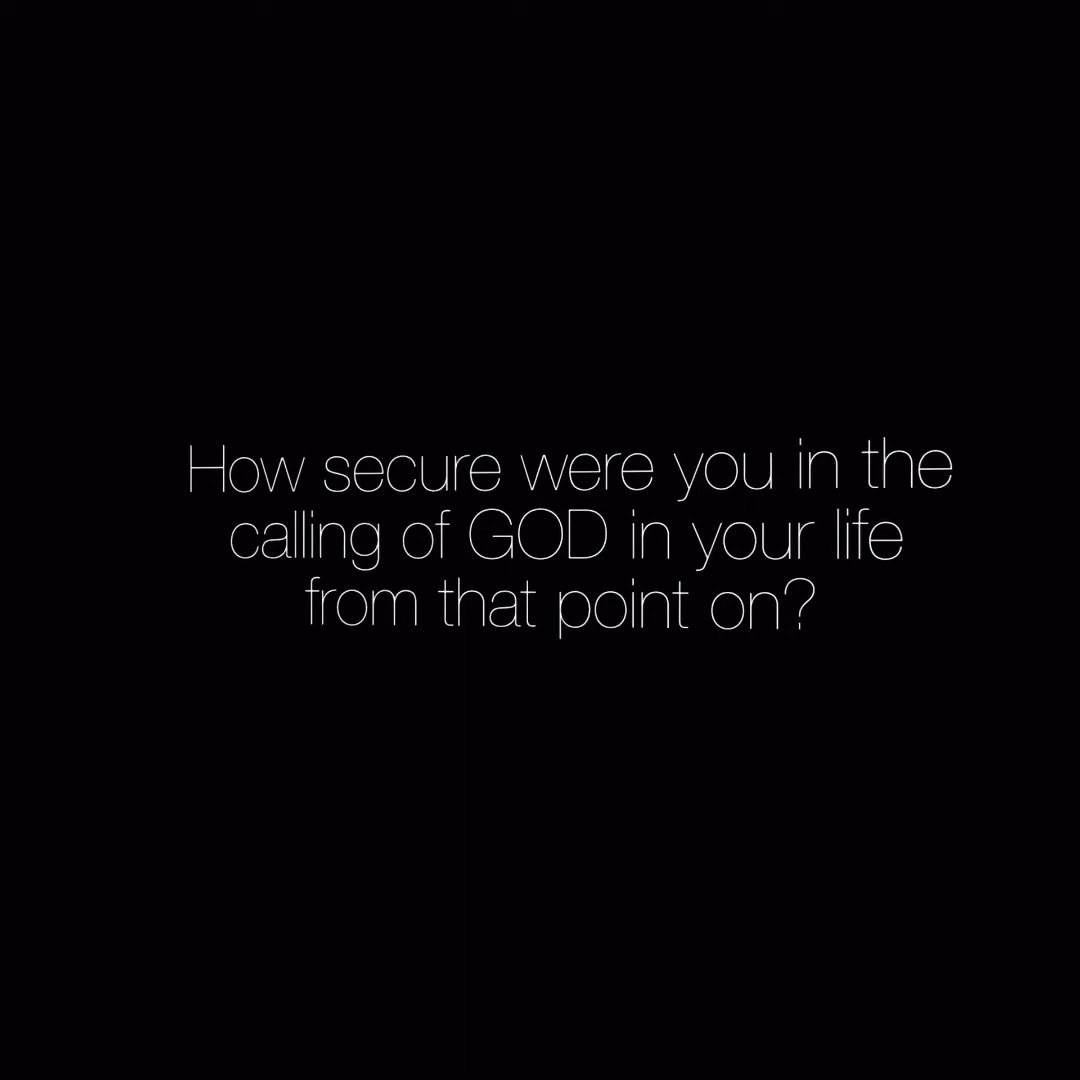 How secure were you in the
calling of GOD in your life
from that point on?